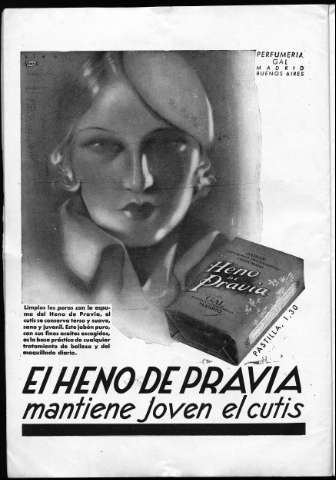 PERFUMERIA
GAL
MADRID
BUENOS AIRES
Heno
DE
Pravia
GAL
MADRID
PASTILLA, 1,30
Limpios los poros con la espu-
ma del Heno de Pravia, el
cutis se conserva terso y suave,
sano y juvenil. Este jabón puro,
con sus finos aceites escogidos,
es la base práctica de cualquier
tratamiento de belleza y del
maquillado diario.
El HENO DE PRAVIA
mantiene joven el cutis